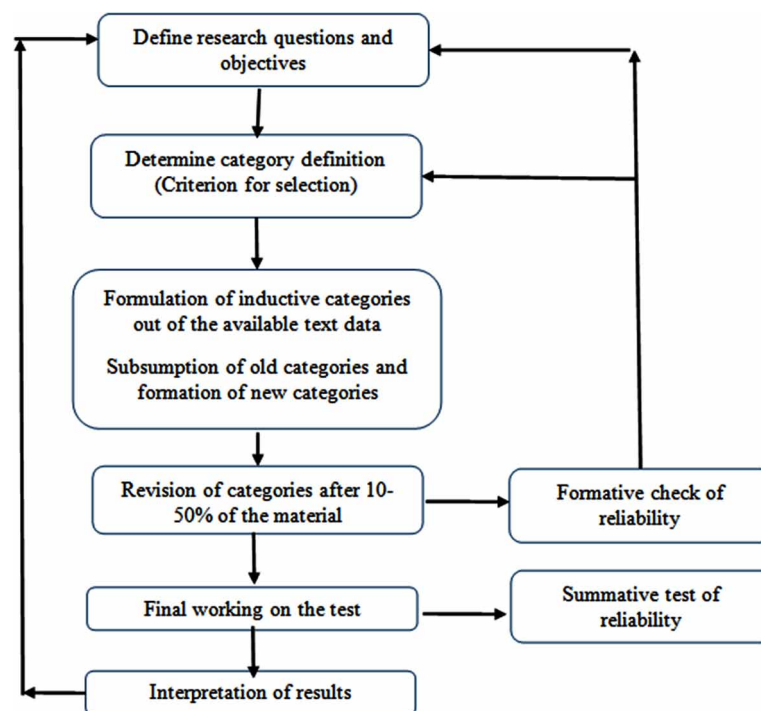 Define research questions and
objectives
Determine category definition
(Criterion for selection)
Formulation of inductive categories
out of the available text data
Subsumption of old categories and
formation of new categories
Revision of categories after 10-
50% of the material
Formative check of
reliability
Final working on the test
Summative test of
reliability
Interpretation of results